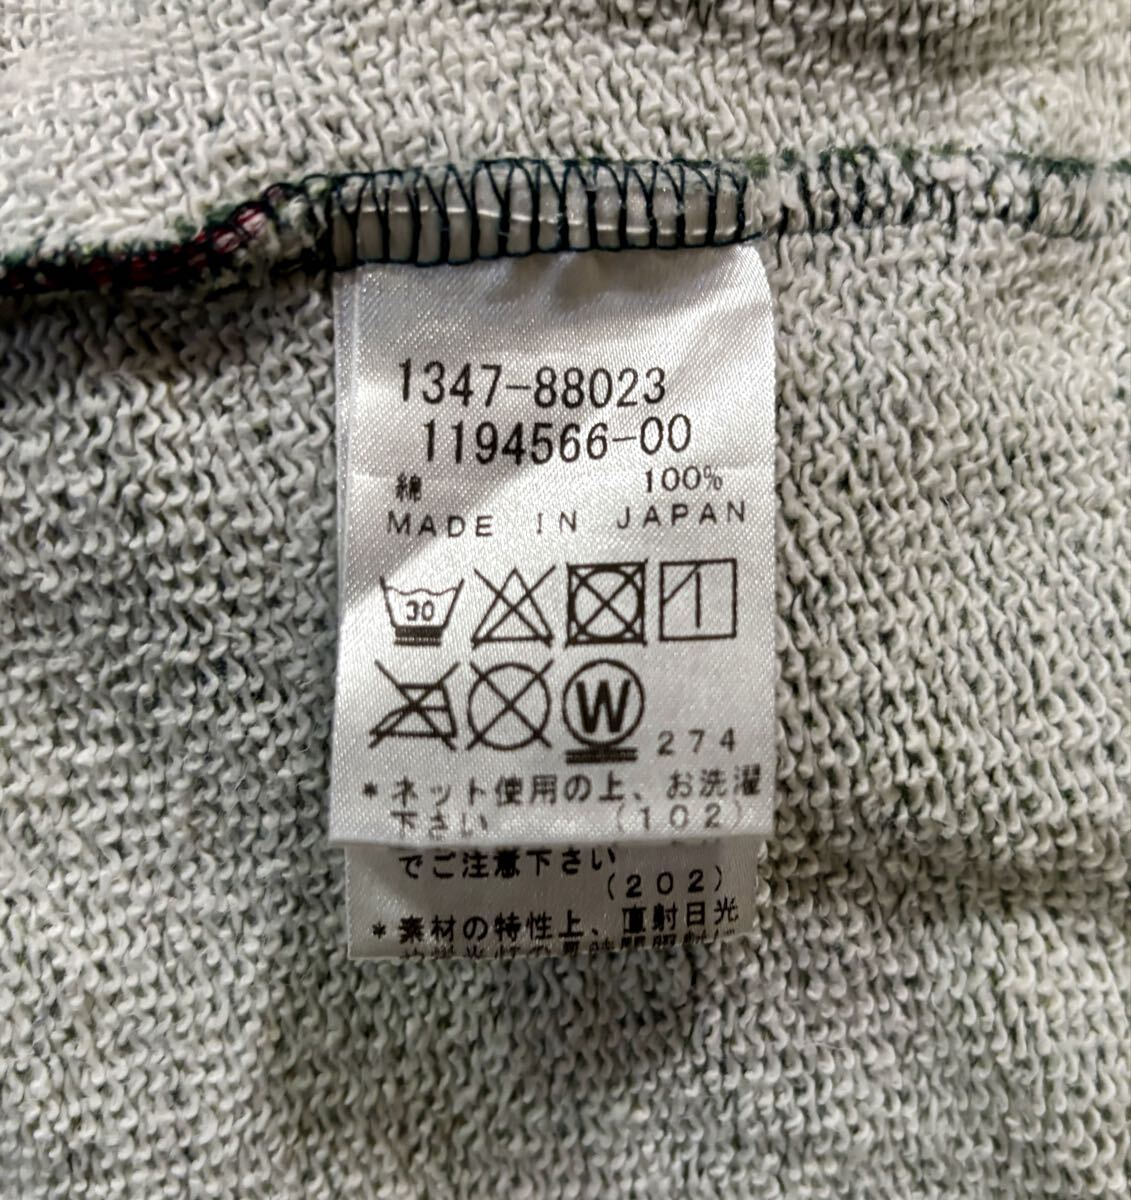 1347-88023
1194566-00
綿 100%
MADE IN JAPAN
30
W 274
*ネット使用の上、お洗濯
下さい (102)
でご注意下さい
(202)
*素材の特性上、直射日光